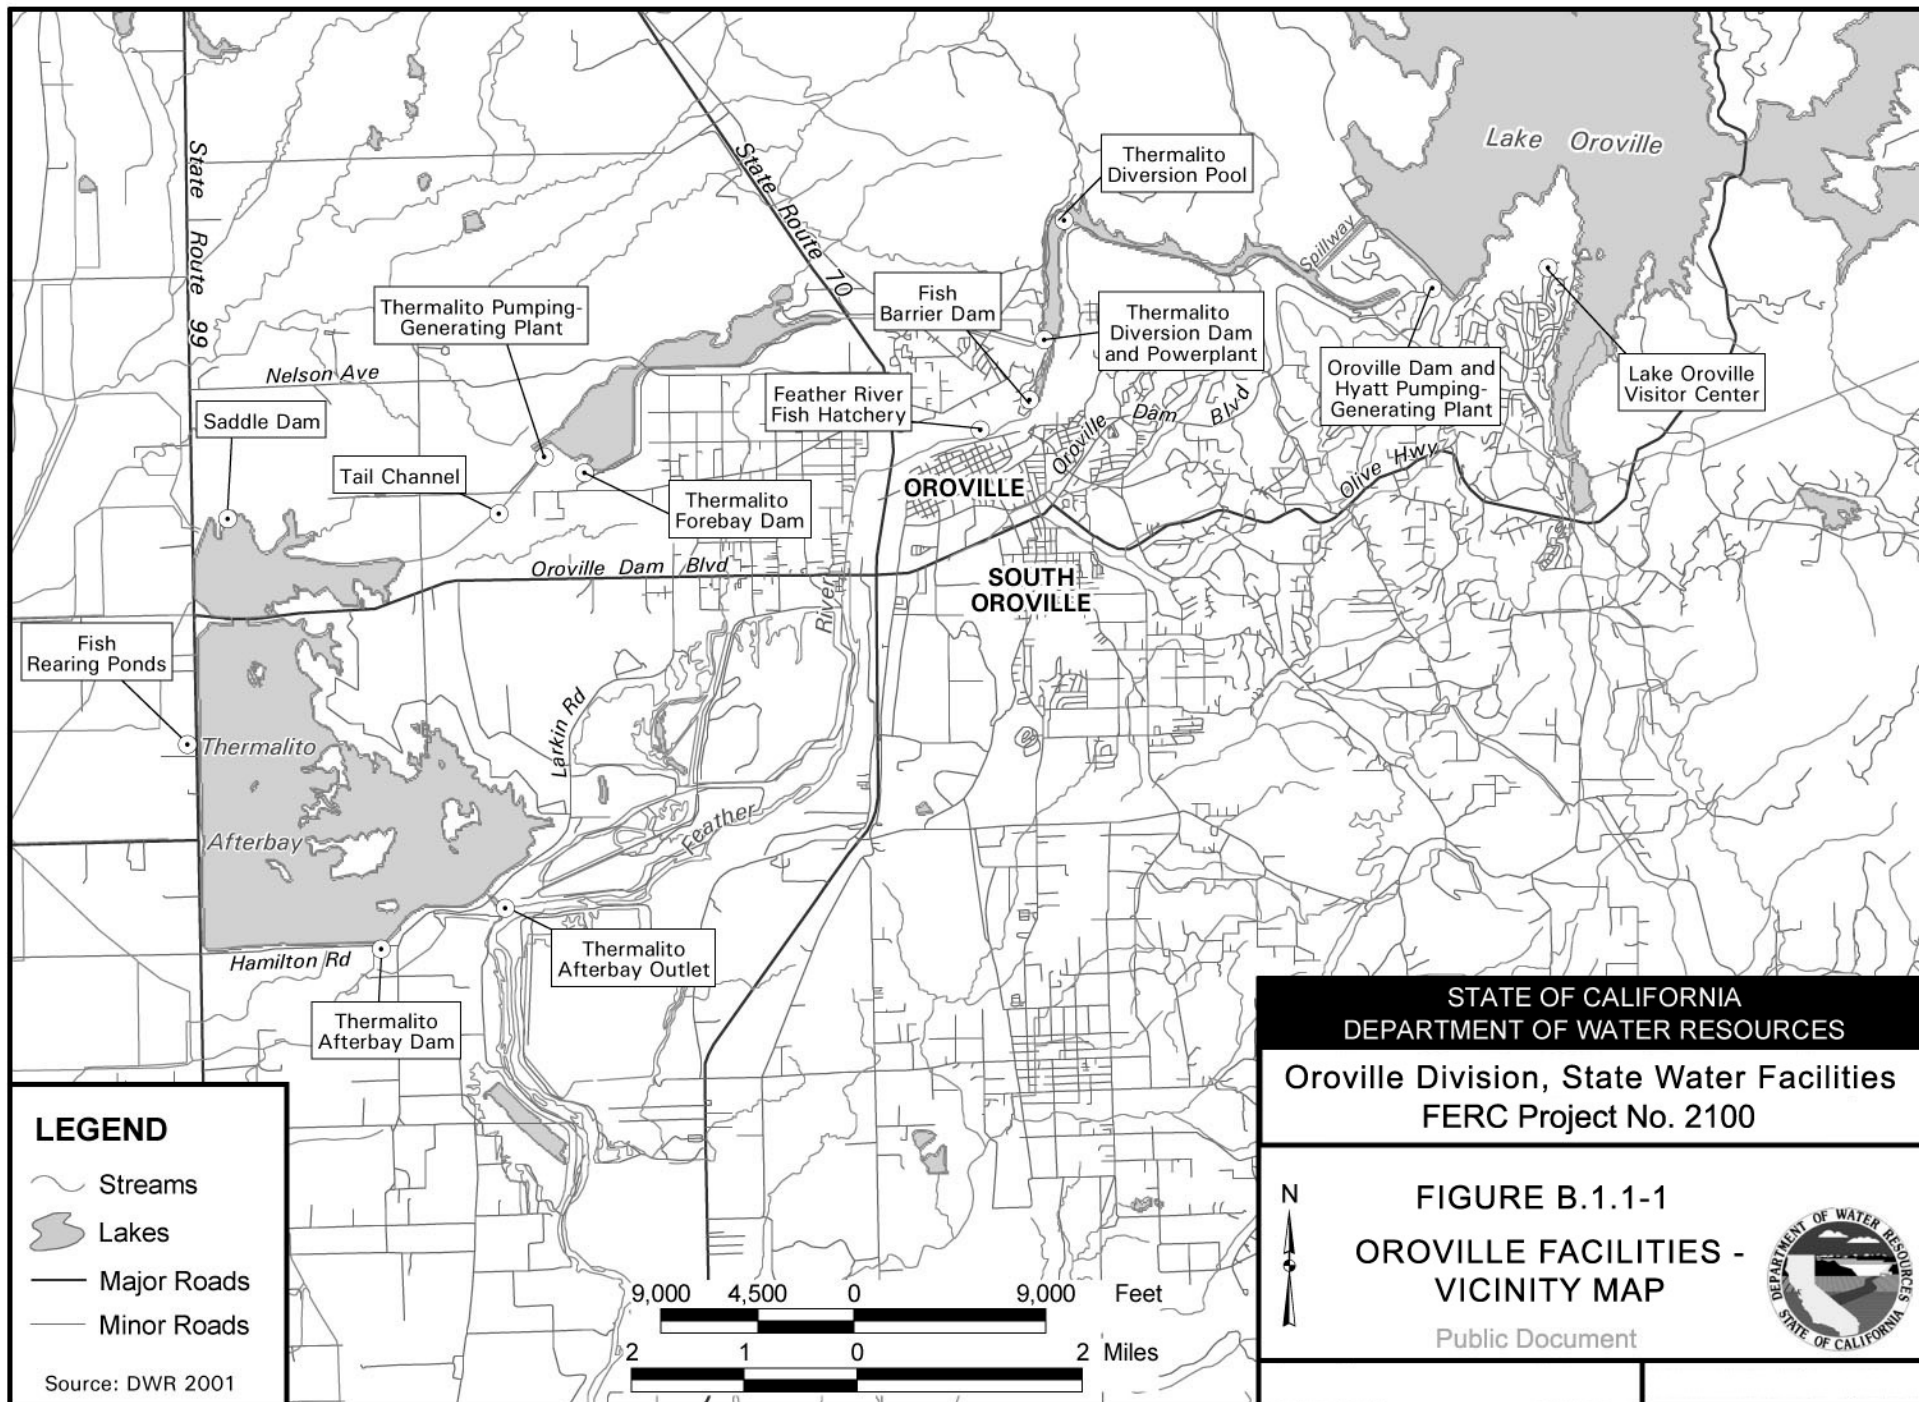 Lake Oroville
Thermalito
Diversion Pool
State Route 99
State Route 70
Spillway
Thermalito Pumping-
Generating Plant
Fish
Barrier Dam
Thermalito
Diversion Dam
and Powerplant
Oroville Dam and
Hyatt Pumping-
Generating Plant
Lake Oroville
Visitor Center
Nelson Ave
Feather River
Fish Hatchery
Saddle Dam
Oroville Dam Blvd
Tail Channel
Olive Hwy
Thermalito
Forebay Dam
OROVILLE
Oroville Dam Blvd
SOUTH
OROVILLE
Fish
Rearing Ponds
River
Larkin Rd
Thermalito
Feather
Afterbay
Thermalito
Afterbay Outlet
Hamilton Rd
Thermalito
Afterbay Dam
LEGEND
Streams
Lakes
Major Roads
Minor Roads
Source: DWR 2001
9,000 4,500 0 9,000 Feet
2 1 0 2 Miles
STATE OF CALIFORNIA
DEPARTMENT OF WATER RESOURCES
Oroville Division, State Water Facilities
FERC Project No. 2100
N
FIGURE B.1.1-1
OROVILLE FACILITIES -
VICINITY MAP
Public Document
DEPARTMENT OF WATER RESOURCES
STATE OF CALIFORNIA